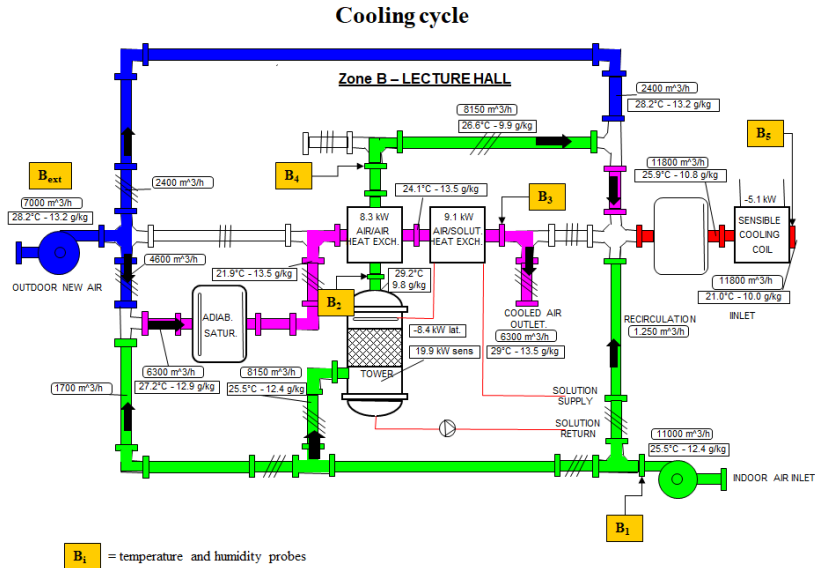 Cooling cycle
Zone B – LECTURE HALL
2400 m^3/h
28.2°C - 13.2 g/kg
8150 m^3/h
26.6°C - 9.9 g/kg
B5
B4
11800 m^3/h
25.9°C - 10.8 g/kg
Bext
2400 m^3/h
24.1°C - 13.5 g/kg
B3
-5.1 kW
SENSIBLE
COOLING
COIL
7000 m^3/h
28.2°C - 13.2 g/kg
8.3 kW
AIR/AIR
HEAT EXCH.
9.1 kW
AIR/SOLUT.
HEAT EXCH.
4600 m^3/h
21.9°C - 13.5 g/kg
OUTDOOR NEW AIR
29.2°C
9.8 g/kg
11800 m^3/h
21.0°C - 10.0 g/kg
IINLET
B2
ADIAB.
SATUR.
COOLED AIR
OUTLET.
6300 m^3/h
29°C - 13.5 g/kg
RECIRCULATION
1.250 m^3/h
-8.4 kW lat.
19.9 kW sens
TOWER
6300 m^3/h
27.2°C - 12.9 g/kg
8150 m^3/h
25.5°C - 12.4 g/kg
1700 m^3/h
SOLUTION
SUPPLY
SOLUTION
RETURN
11000 m^3/h
25.5°C - 12.4 g/kg
INDOOR AIR INLET
B1
Bi = temperature and humidity probes